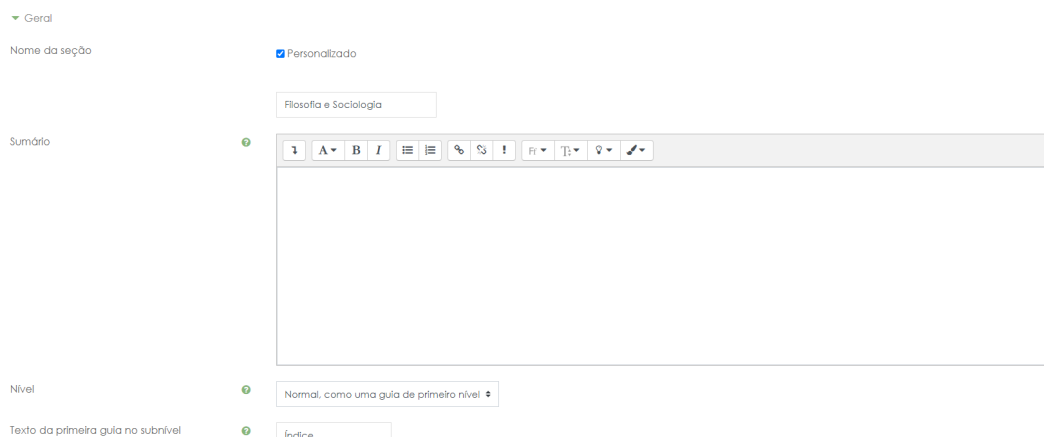 Geral
Nome da seção
Personalizado
Filosofia e Sociologia
Sumário
A B I Fr T
Nível
Normal, como uma guia de primeiro nível
Texto da primeira guia no subnível
Índice